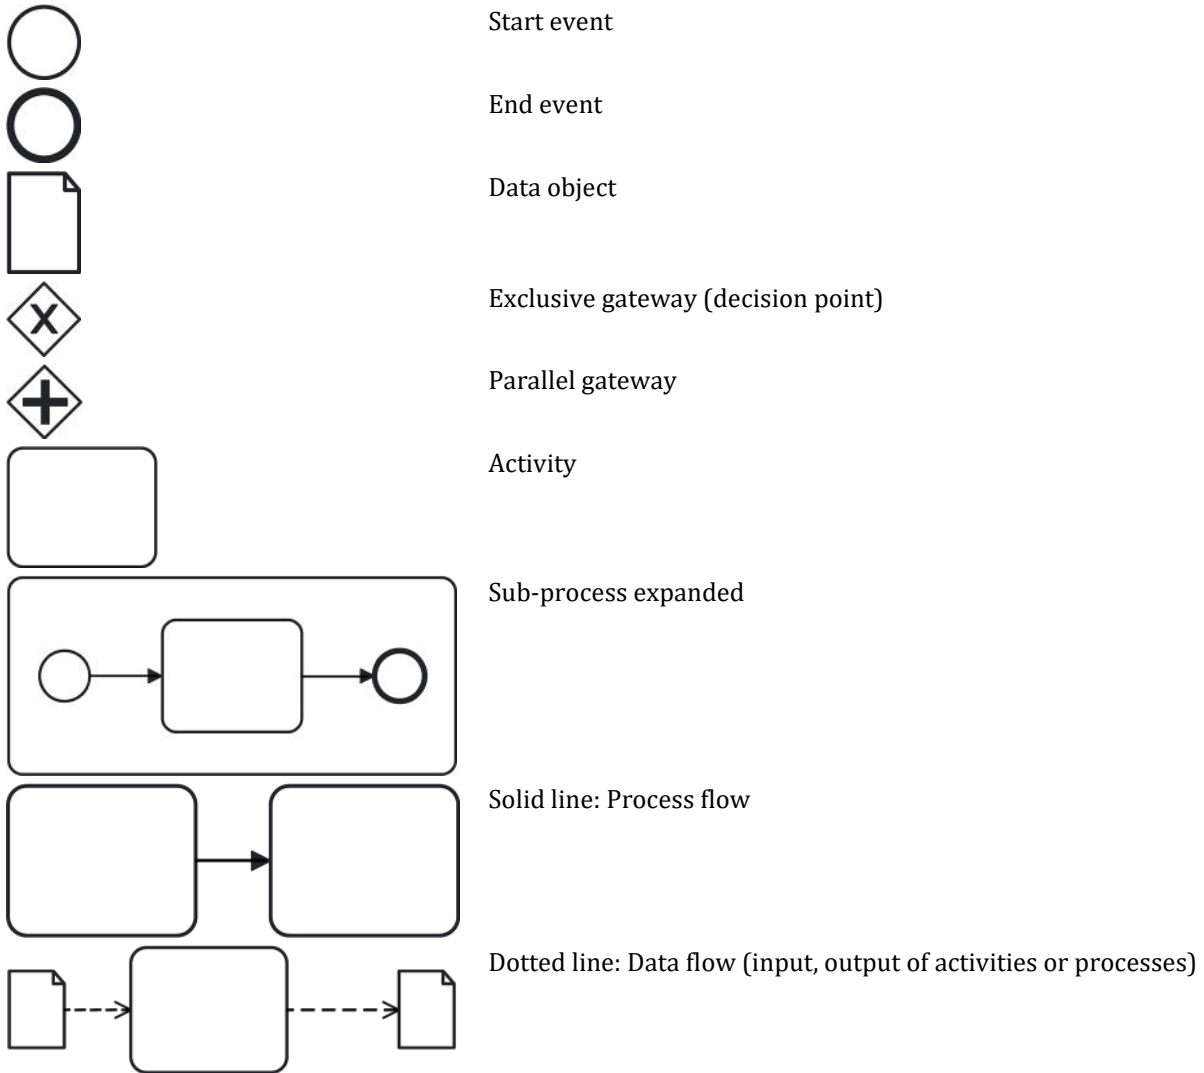 Start event
End event
Data object
Exclusive gateway (decision point)
Parallel gateway
Activity
Sub-process expanded
Solid line: Process flow
Dotted line: Data flow (input, output of activities or processes)